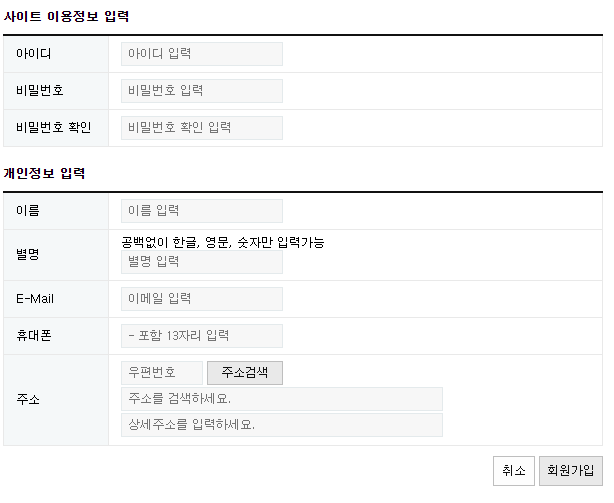 사이트 이용정보 입력
아이디 아이디 입력
비밀번호 비밀번호 입력
비밀번호 확인 비밀번호 확인 입력
개인정보 입력
이름 이름 입력
공백없이 한글, 영문, 숫자만 입력가능
별명 별명 입력
E-Mail 이메일 입력
휴대폰 - 포함 13자리 입력
우편번호 주소검색
주소 주소를 검색하세요.
상세주소를 입력하세요.
취소 회원가입